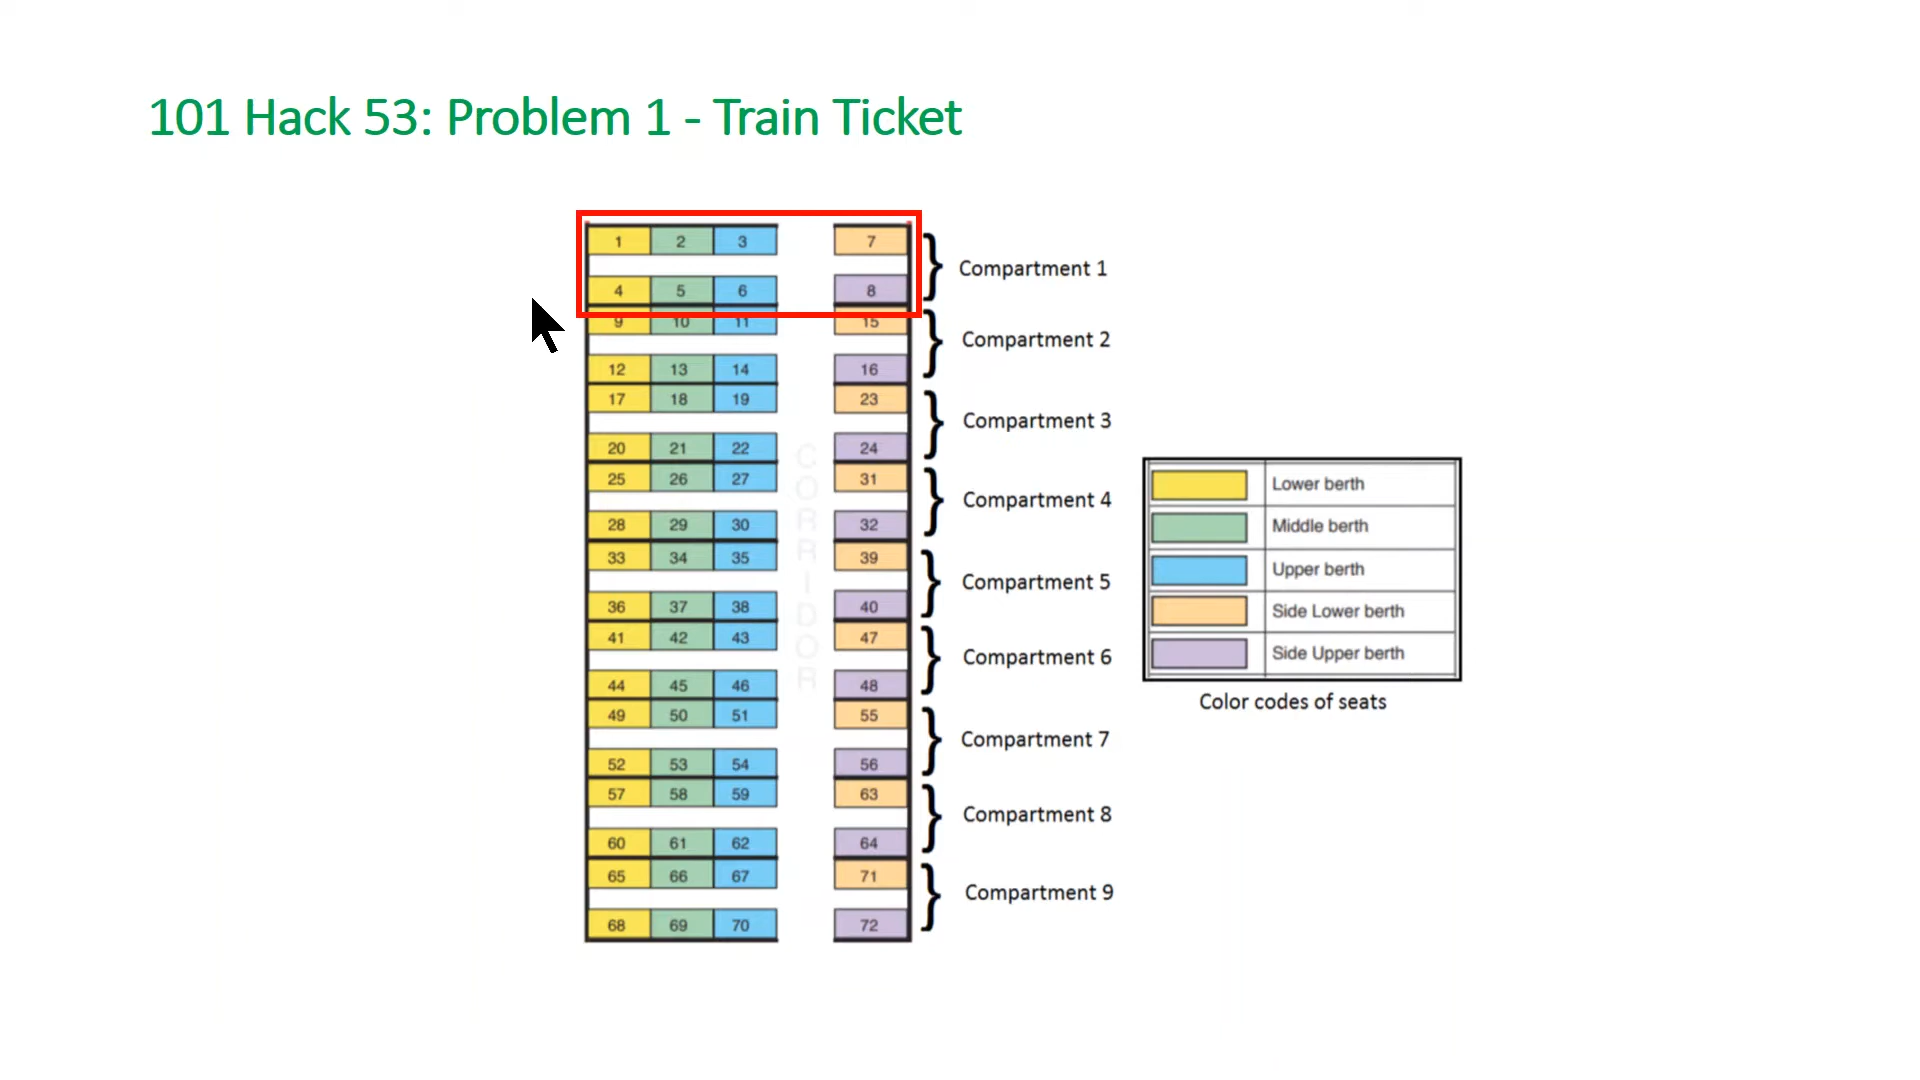 101 Hack 53: Problem 1 - Train Ticket
1 2 3 7
Compartment 1
4 5 6 8
9 10 11 15
Compartment 2
12 13 14 16
17 18 19 23
Compartment 3
20 21 22 24
25 26 27 31
Compartment 4
28 29 30 32
33 34 35 39
Compartment 5
36 37 38 40
41 42 43 47
Compartment 6
44 45 46 48
49 50 51 55
Compartment 7
52 53 54 56
57 58 59 63
Compartment 8
60 61 62 64
65 66 67 71
Compartment 9
68 69 70 72
CORRIDOR
Lower berth
Middle berth
Upper berth
Side Lower berth
Side Upper berth
Color codes of seats